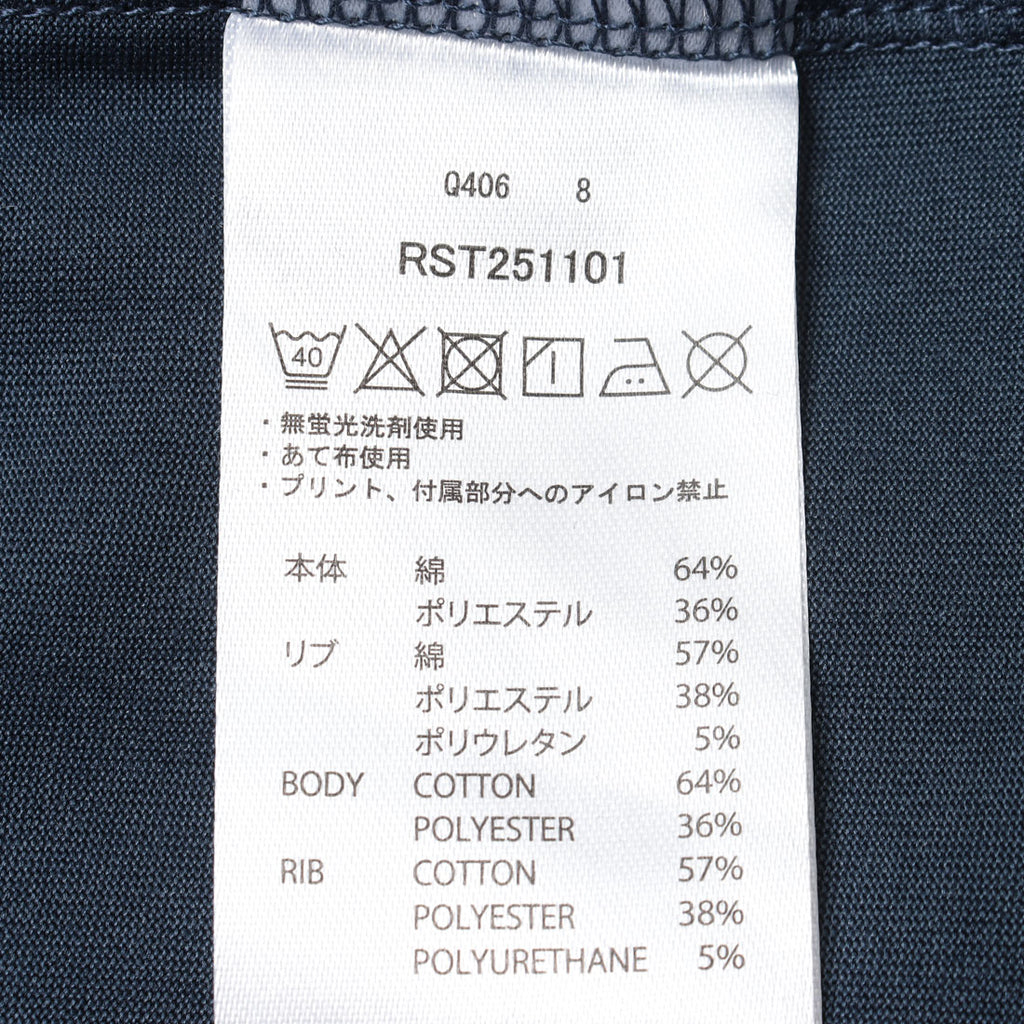 Q406 8
RST251101
40
・無蛍光洗剤使用
・あて布使用
・プリント、付属部分へのアイロン禁止
本体 綿 64%
ポリエステル 36%
リブ 綿 57%
ポリエステル 38%
ポリウレタン 5%
BODY COTTON 64%
POLYESTER 36%
RIB COTTON 57%
POLYESTER 38%
POLYURETHANE 5%